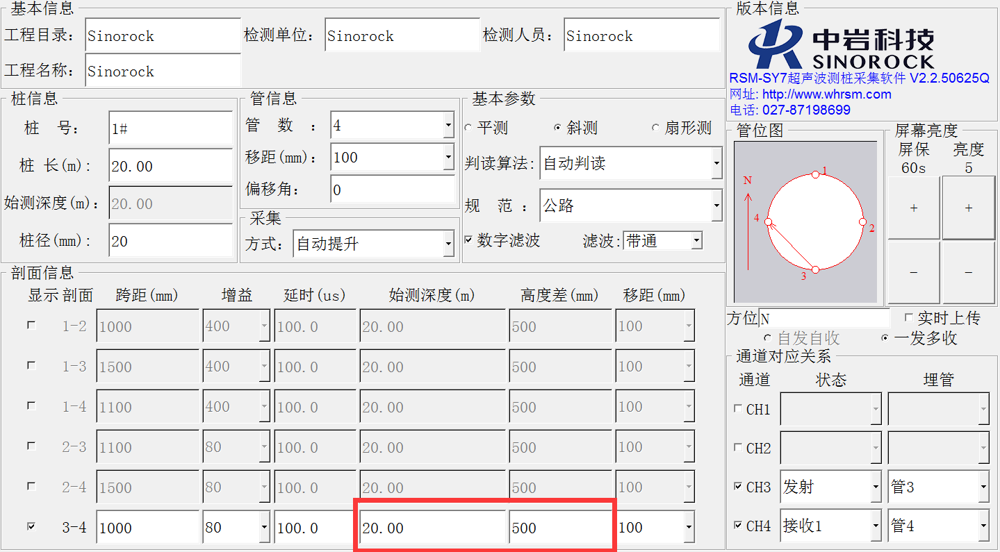 基本信息
工程目录: Sinorock 检测单位: Sinorock 检测人员: Sinorock
工程名称: Sinorock
版本信息
中岩科技
SINOROCK
RSM-SY7超声波测桩采集软件 V2.2.50625Q
网址: http://www.whrsm.com
电话: 027-87198699
桩信息
桩 号: 1#
桩 长(m): 20.00
始测深度(m): 20.00
桩径(mm): 20
管信息
管 数 : 4
移距(mm): 100
偏移角: 0
采集
方式: 自动提升
基本参数
平测 斜测 扇形测
判读算法: 自动判读
规 范 : 公路
数字滤波 滤波: 带通
管位图
N
1
2
3
4
屏幕亮度
屏保 亮度
60s 5
+ +
- -
方位 N 实时上传
自发自收 一发多收
剖面信息
显示 剖面 跨距(mm) 增益 延时(us) 始测深度(m) 高度差(mm) 移距(mm)
1-2 1000 400 100.0 20.00 500 100
1-3 1500 400 100.0 20.00 500 100
1-4 1100 400 100.0 20.00 500 100
2-3 1100 80 100.0 20.00 500 100
2-4 1500 80 100.0 20.00 500 100
3-4 1000 80 100.0 20.00 500 100
通道对应关系
通道 状态 埋管
CH1
CH2
CH3 发射 管3
CH4 接收1 管4